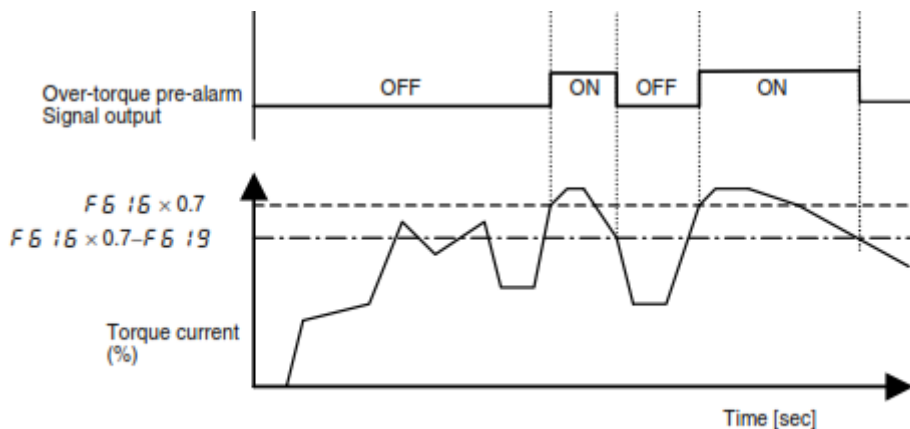 OFF ON OFF ON
Over-torque pre-alarm
Signal output
F616 × 0.7
F616 × 0.7–F619
Torque current
(%)
Time [sec]